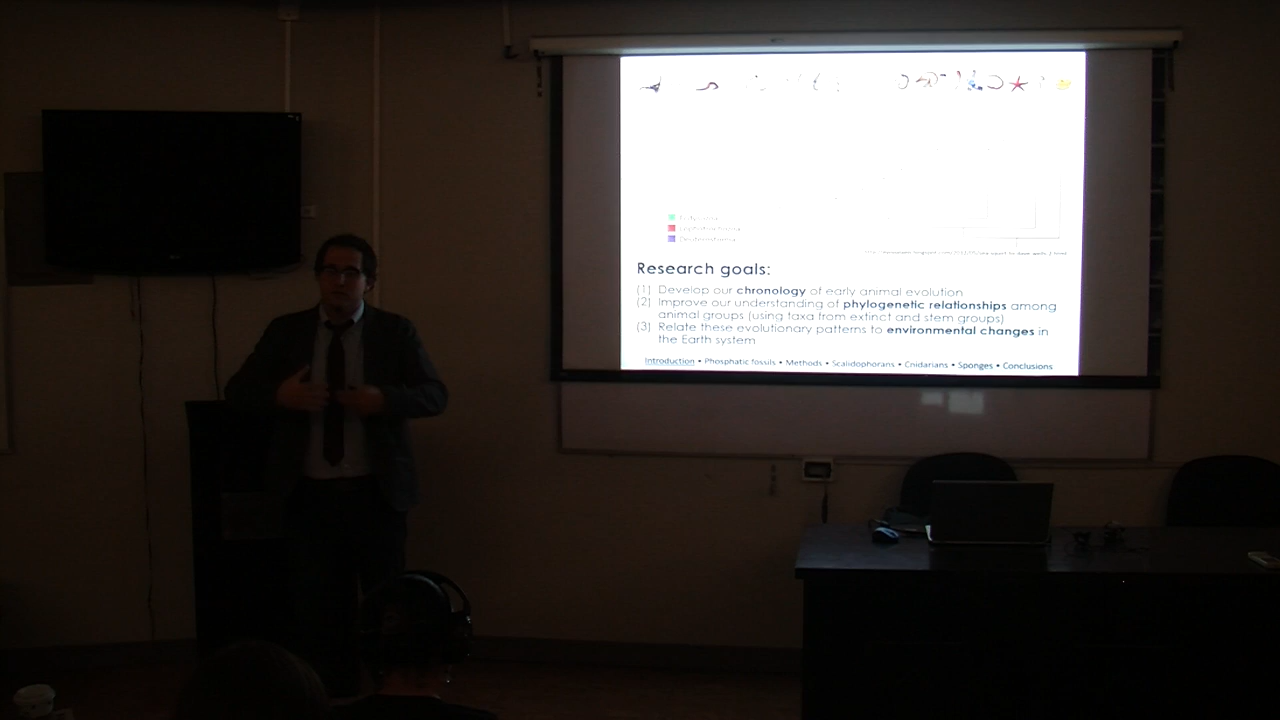 Research goals:
(1) Develop our chronology of early animal evolution
(2) Improve our understanding of phylogenetic relationships among
animal groups (using taxa from extinct and stem groups)
(3) Relate these evolutionary patterns to environmental changes in
the Earth system
Introduction • Phosphatic fossils • Methods • Scalidophorans • Cnidarians • Sponges • Conclusions